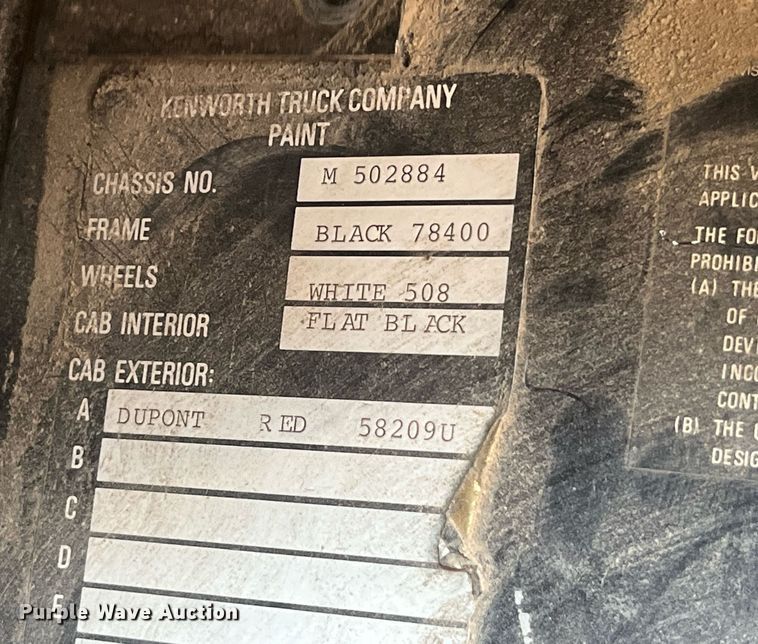 KENWORTH TRUCK COMPANY
PAINT
CHASSIS NO. M 502884
FRAME BLACK 78400
WHEELS WHITE 508
CAB INTERIOR FLAT BLACK
CAB EXTERIOR:
A DUPONT RED 58209U
B
C
D
E
THIS
APPLIC
THE FO
PROHIBI
(A) THE
OF
DEVI
INCO
CONT
(B) THE
DESIG
Purple Wave Auction